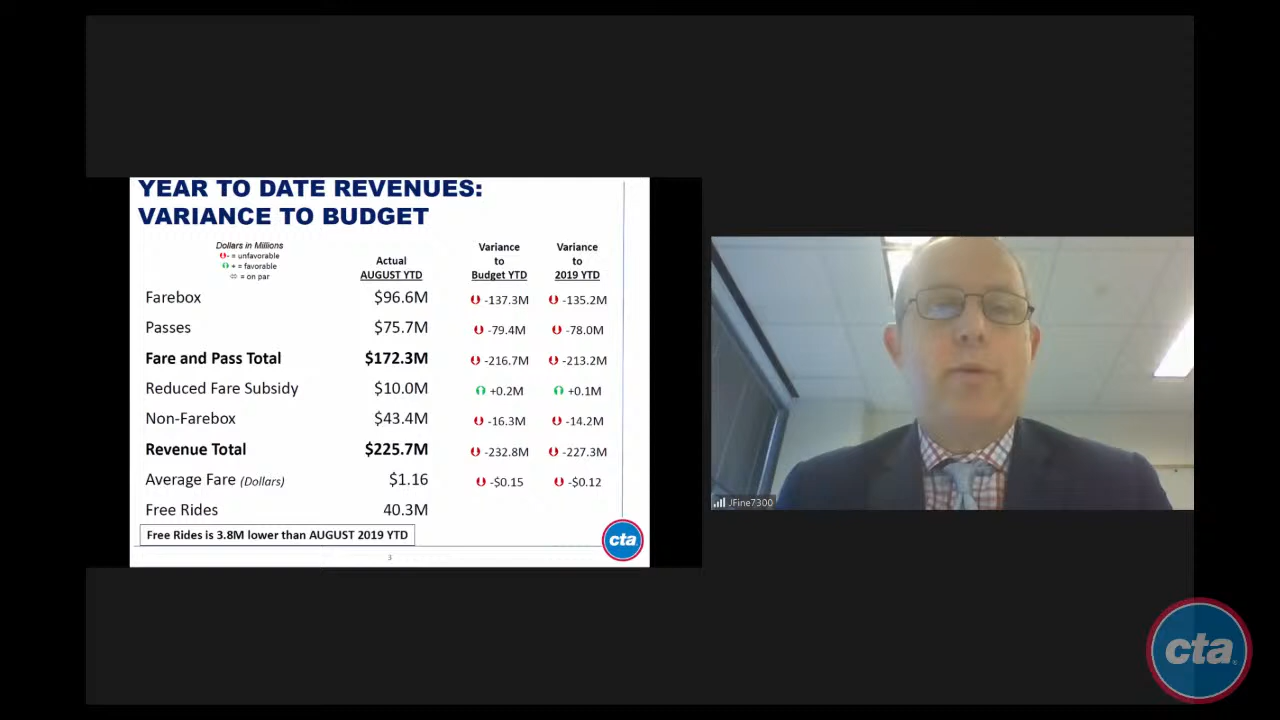 YEAR TO DATE REVENUES:
VARIANCE TO BUDGET
Dollars in Millions
- = unfavorable
+ = favorable
⇔ = on par
Actual
AUGUST YTD
Variance
to
Budget YTD
Variance
to
2019 YTD
Farebox $96.6M -137.3M -135.2M
Passes $75.7M -79.4M -78.0M
Fare and Pass Total $172.3M -216.7M -213.2M
Reduced Fare Subsidy $10.0M +0.2M +0.1M
Non-Farebox $43.4M -16.3M -14.2M
Revenue Total $225.7M -232.8M -227.3M
Average Fare (Dollars) $1.16 -$0.15 -$0.12
Free Rides 40.3M
Free Rides is 3.8M lower than AUGUST 2019 YTD
cta
3
JFine7300
cta